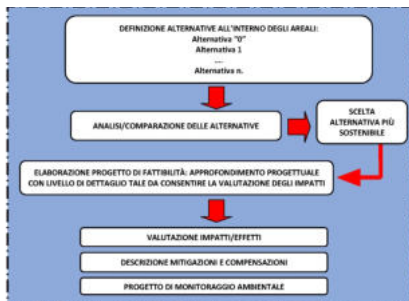 DEFINIZIONE ALTERNATIVE ALL'INTERNO DEGLI AREALI:
Alternativa "0"
Alternativa 1
....
Alternativa n.
ANALISI/COMPARAZIONE DELLE ALTERNATIVE
SCELTA
ALTERNATIVA PIÙ
SOSTENIBILE
ELABORAZIONE PROGETTO DI FATTIBILITÀ: APPROFONDIMENTO PROGETTUALE
CON LIVELLO DI DETTAGLIO TALE DA CONSENTIRE LA VALUTAZIONE DEGLI IMPATTI
VALUTAZIONE IMPATTI/EFFETTI
DESCRIZIONE MITIGAZIONI E COMPENSAZIONI
PROGETTO DI MONITORAGGIO AMBIENTALE